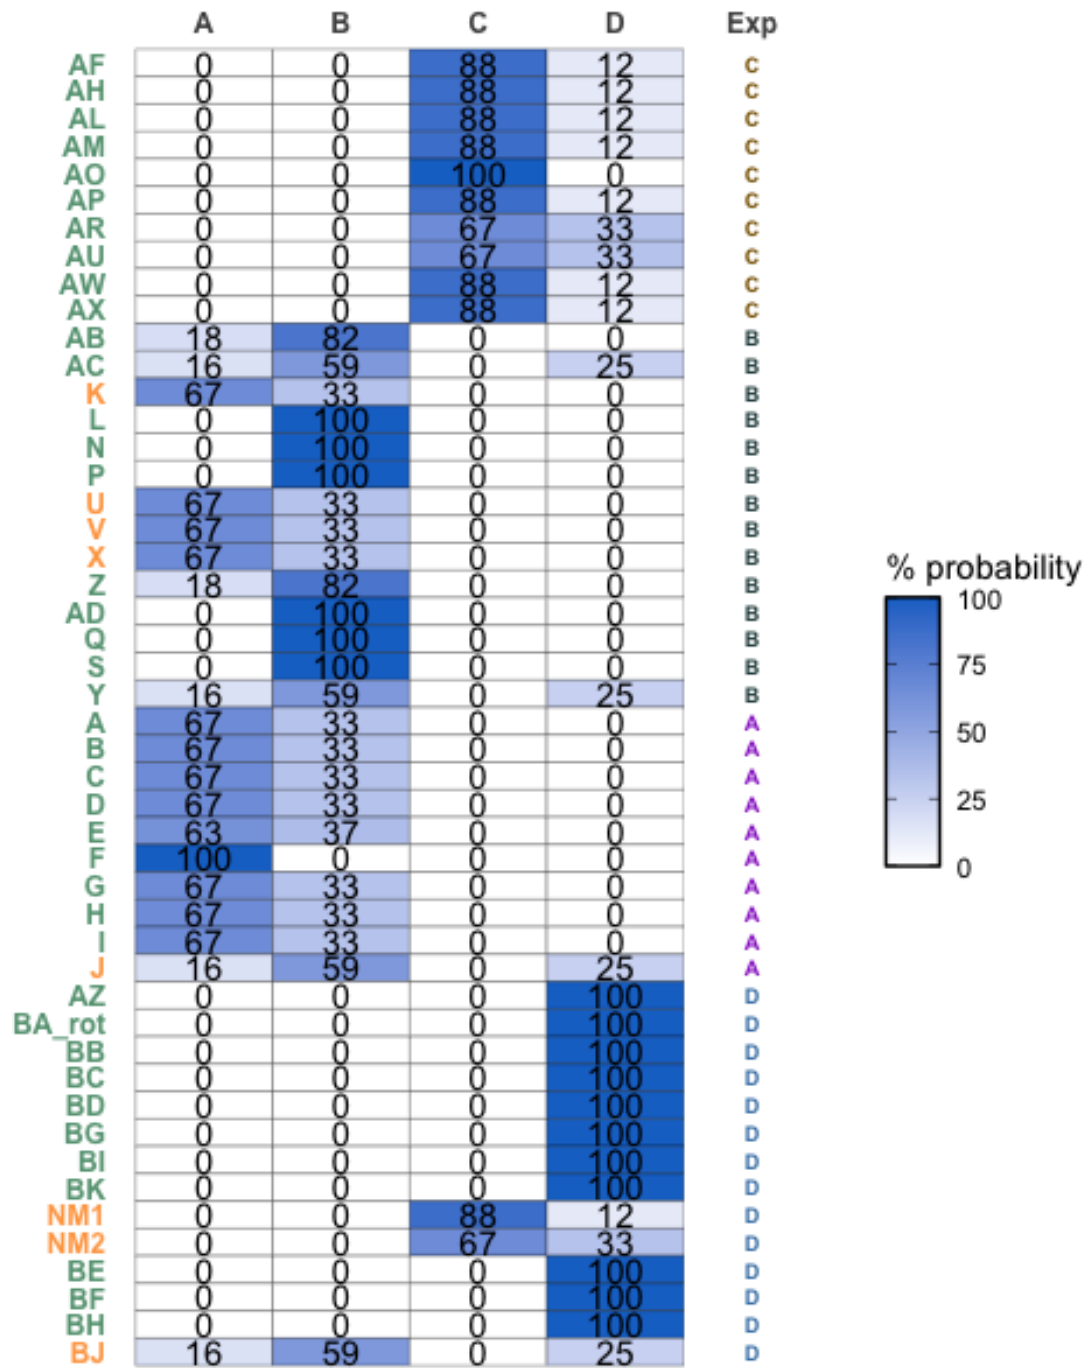 A B C D Exp
AF 0 0 88 12 C
AH 0 0 88 12 C
AL 0 0 88 12 C
AM 0 0 88 12 C
AO 0 0 100 0 C
AP 0 0 88 12 C
AR 0 0 67 33 C
AU 0 0 67 33 C
AW 0 0 88 12 C
AX 0 0 88 12 C
AB 18 82 0 0 B
AC 16 59 0 25 B
K 67 33 0 0 B
L 0 100 0 0 B
N 0 100 0 0 B
P 0 100 0 0 B
U 67 33 0 0 B
V 67 33 0 0 B
X 67 33 0 0 B
Z 18 82 0 0 B
AD 0 100 0 0 B
Q 0 100 0 0 B
S 0 100 0 0 B
Y 16 59 0 25 B
A 67 33 0 0 A
B 67 33 0 0 A
C 67 33 0 0 A
D 67 33 0 0 A
E 63 37 0 0 A
F 100 0 0 0 A
G 67 33 0 0 A
H 67 33 0 0 A
I 67 33 0 0 A
J 16 59 0 25 A
AZ 0 0 0 100 D
BA_rot 0 0 0 100 D
BB 0 0 0 100 D
BC 0 0 0 100 D
BD 0 0 0 100 D
BG 0 0 0 100 D
BI 0 0 0 100 D
BK 0 0 0 100 D
NM1 0 0 88 12 D
NM2 0 0 67 33 D
BE 0 0 0 100 D
BF 0 0 0 100 D
BH 0 0 0 100 D
BJ 16 59 0 25 D
% probability
100
75
50
25
0